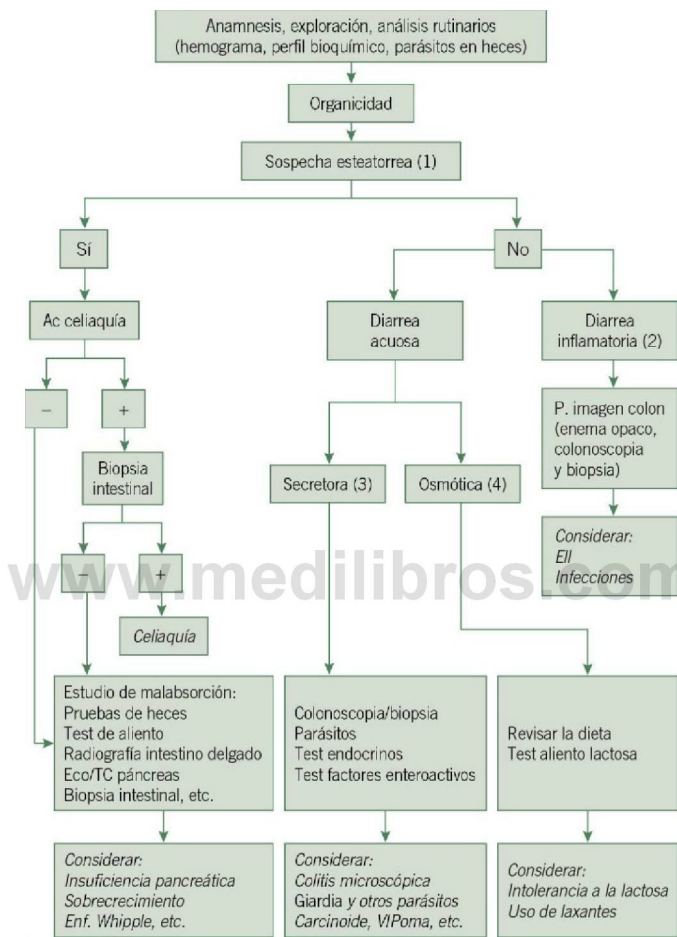 Anamnesis, exploración, análisis rutinarios
(hemograma, perfil bioquímico, parásitos en heces)
Organicidad
Sospecha esteatorrea (1)
Sí
No
Ac celiaquía
Diarrea
acuosa
Diarrea
inflamatoria (2)
–
+
P. imagen colon
(enema opaco,
colonoscopia
y biopsia)
Biopsia
intestinal
Secretora (3)
Osmótica (4)
Considerar:
EII
Infecciones
–
+
www.medilibros.com
Celiaquía
Estudio de malabsorción:
Pruebas de heces
Test de aliento
Radiografía intestino delgado
Eco/TC páncreas
Biopsia intestinal, etc.
Colonoscopia/biopsia
Parásitos
Test endocrinos
Test factores enteroactivos
Revisar la dieta
Test aliento lactosa
Considerar:
Insuficiencia pancreática
Sobrecrecimiento
Enf. Whipple, etc.
Considerar:
Colitis microscópica
Giardia y otros parásitos
Carcinoide, VIPoma, etc.
Considerar:
Intolerancia a la lactosa
Uso de laxantes